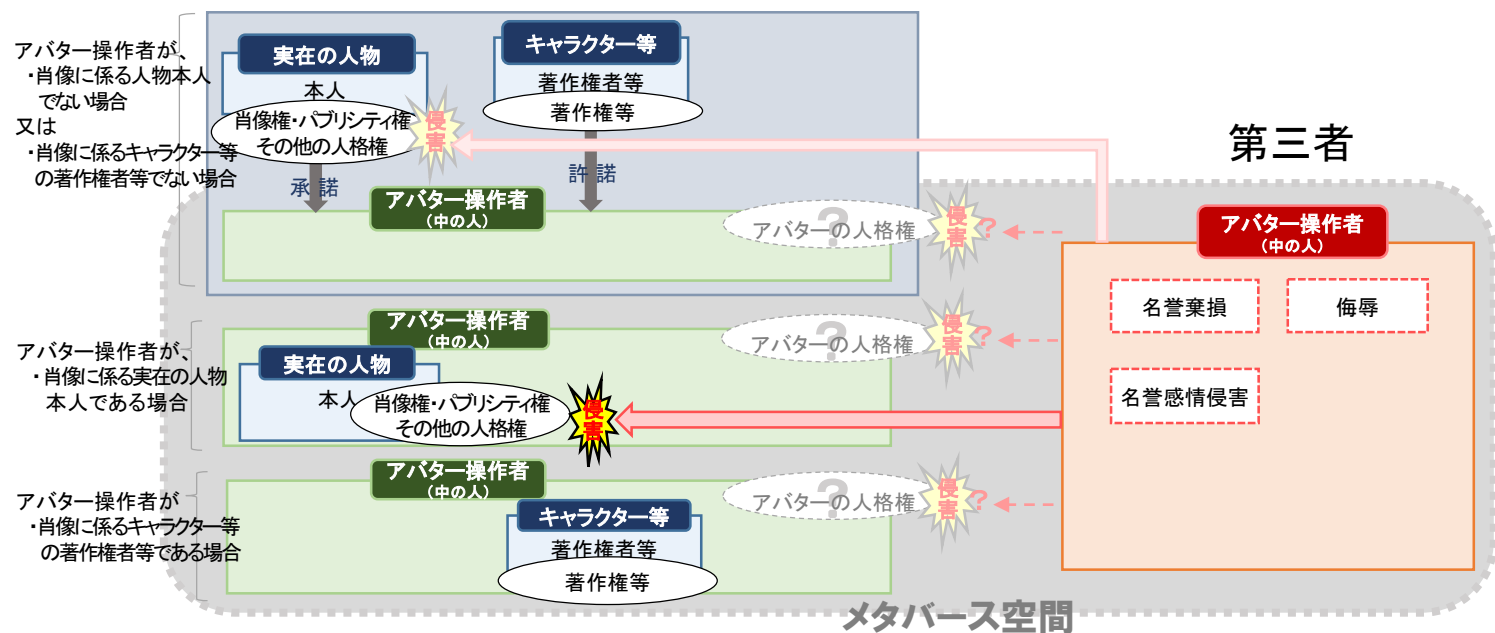 アバター操作者が、
・肖像に係る人物本人
でない場合
又は
・肖像に係るキャラクター等
の著作権者等でない場合
実在の人物
本人
肖像権・パブリシティ権
その他の人格権
侵害
承諾
キャラクター等
著作権者等
著作権等
許諾
アバター操作者
(中の人)
?
アバターの人格権
侵害
?
アバター操作者が、
・肖像に係る実在の人物
本人である場合
アバター操作者
(中の人)
実在の人物
本人
肖像権・パブリシティ権
その他の人格権
侵害
?
アバターの人格権
侵害
?
アバター操作者が
・肖像に係るキャラクター等
の著作権者等である場合
アバター操作者
(中の人)
キャラクター等
著作権者等
著作権等
?
アバターの人格権
侵害
?
第三者
アバター操作者
(中の人)
名誉棄損
侮辱
名誉感情侵害
メタバース空間